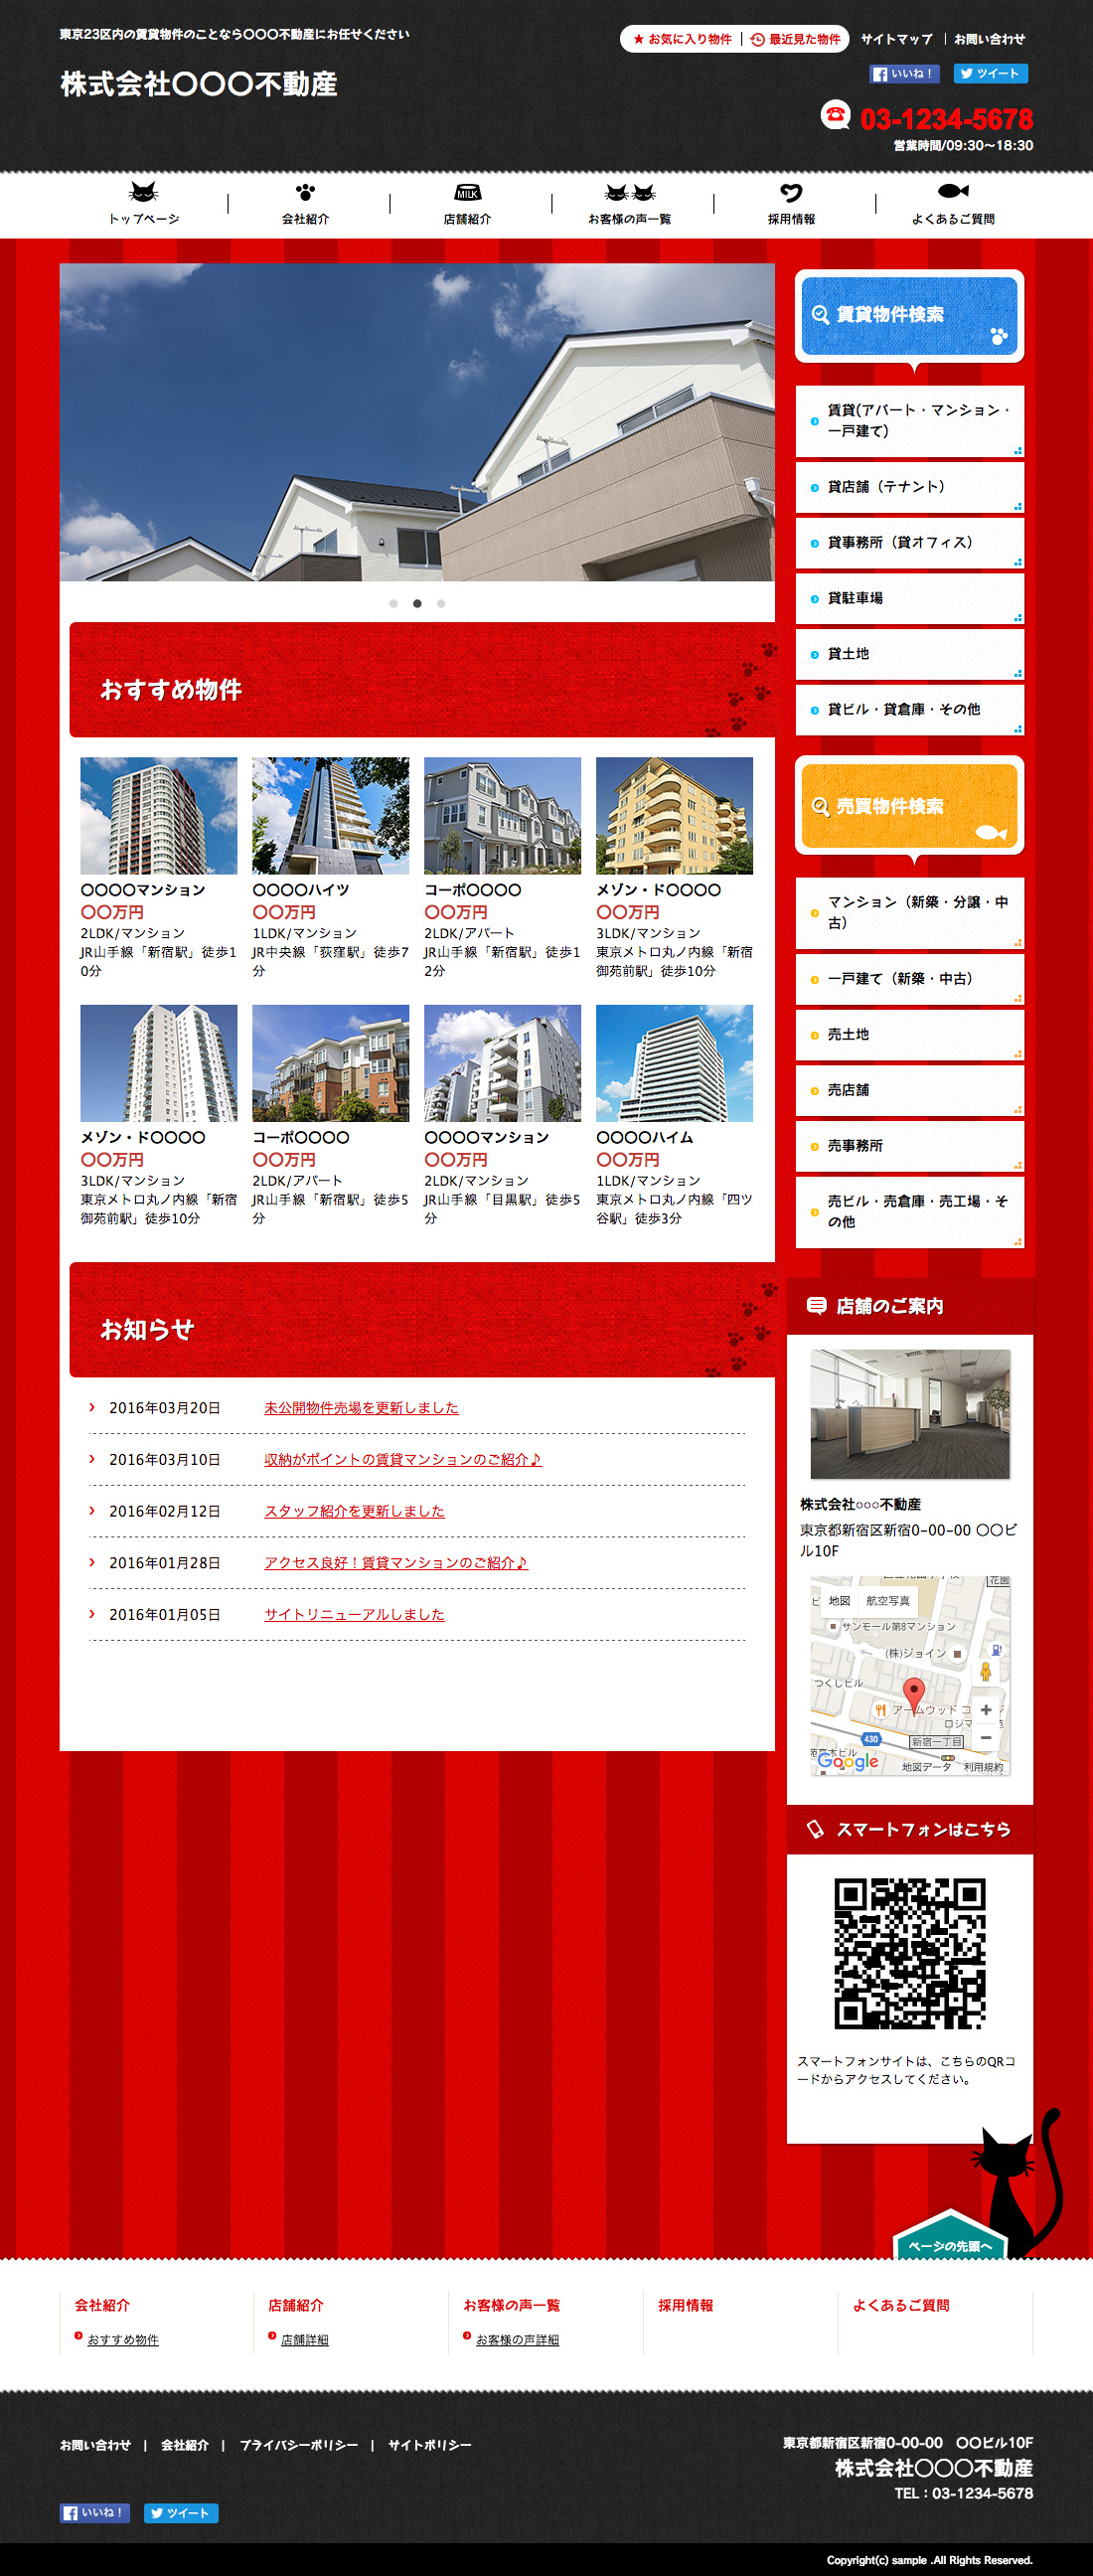 東京23区内の賃貸物件のことなら〇〇〇不動産にお任せください
お気に入り物件
最近見た物件
サイトマップ
お問い合わせ
株式会社〇〇〇不動産
いいね！
ツイート
03-1234-5678
営業時間/09:30～18:30
MILK
トップページ
会社紹介
店舗紹介
お客様の声一覧
採用情報
よくあるご質問
おすすめ物件
〇〇〇〇マンション
〇〇万円
2LDK/マンション
JR山手線「新宿駅」徒歩1
0分
〇〇〇〇ハイツ
〇〇万円
1LDK/マンション
JR中央線「荻窪駅」徒歩7
分
コーポ〇〇〇〇
〇〇万円
2LDK/アパート
JR山手線「新宿駅」徒歩1
2分
メゾン・ド〇〇〇〇
〇〇万円
3LDK/マンション
東京メトロ丸ノ内線「新宿
御苑前駅」徒歩10分
メゾン・ド〇〇〇〇
〇〇万円
3LDK/マンション
東京メトロ丸ノ内線「新宿
御苑前駅」徒歩10分
コーポ〇〇〇〇
〇〇万円
2LDK/アパート
JR山手線「新宿駅」徒歩5
分
〇〇〇〇マンション
〇〇万円
2LDK/マンション
JR山手線「目黒駅」徒歩5
分
〇〇〇〇ハイム
〇〇万円
1LDK/マンション
東京メトロ丸ノ内線「四ツ
谷駅」徒歩3分
お知らせ
2016年03月20日 未公開物件売場を更新しました
2016年03月10日 収納がポイントの賃貸マンションのご紹介♪
2016年02月12日 スタッフ紹介を更新しました
2016年01月28日 アクセス良好！賃貸マンションのご紹介♪
2016年01月05日 サイトリニューアルしました
賃貸物件検索
賃貸(アパート・マンション・
一戸建て)
貸店舗（テナント）
貸事務所（貸オフィス）
貸駐車場
貸土地
貸ビル・貸倉庫・その他
売買物件検索
マンション（新築・分譲・中
古）
一戸建て（新築・中古）
売土地
売店舗
売事務所
売ビル・売倉庫・売工場・そ
の他
店舗のご案内
株式会社○○○不動産
東京都新宿区新宿0-00-00 〇〇ビ
ル10F
地図
航空写真
サンモール第8マンション
(株)ジョイン
つくしビル
430
新宿一丁目
Google
地図データ
利用規約
スマートフォンはこちら
スマートフォンサイトは、こちらのQRコ
ードからアクセスしてください。
ページの先頭へ
会社紹介
おすすめ物件
店舗紹介
店舗詳細
お客様の声一覧
お客様の声詳細
採用情報
よくあるご質問
お問い合わせ | 会社紹介 | プライバシーポリシー | サイトポリシー
いいね！
ツイート
東京都新宿区新宿0-00-00 〇〇ビル10F
株式会社〇〇〇不動産
TEL：03-1234-5678
Copyright(c) sample .All Rights Reserved.